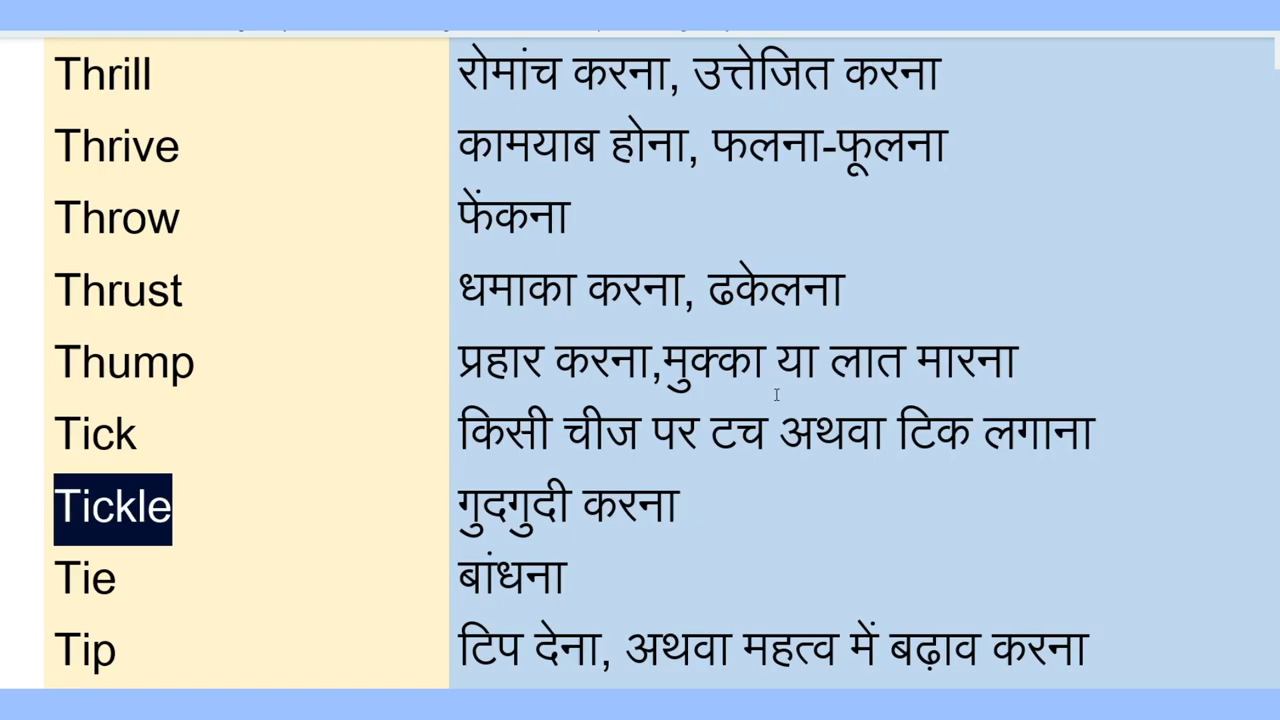 Thrill रोमांच करना, उत्तेजित करना
Thrive कामयाब होना, फलना-फूलना
Throw फेंकना
Thrust धमाका करना, ढकेलना
Thump प्रहार करना,मुक्का या लात मारना
Tick किसी चीज पर टच अथवा टिक लगाना
Tickle गुदगुदी करना
Tie बांधना
Tip टिप देना, अथवा महत्व में बढ़ाव करना